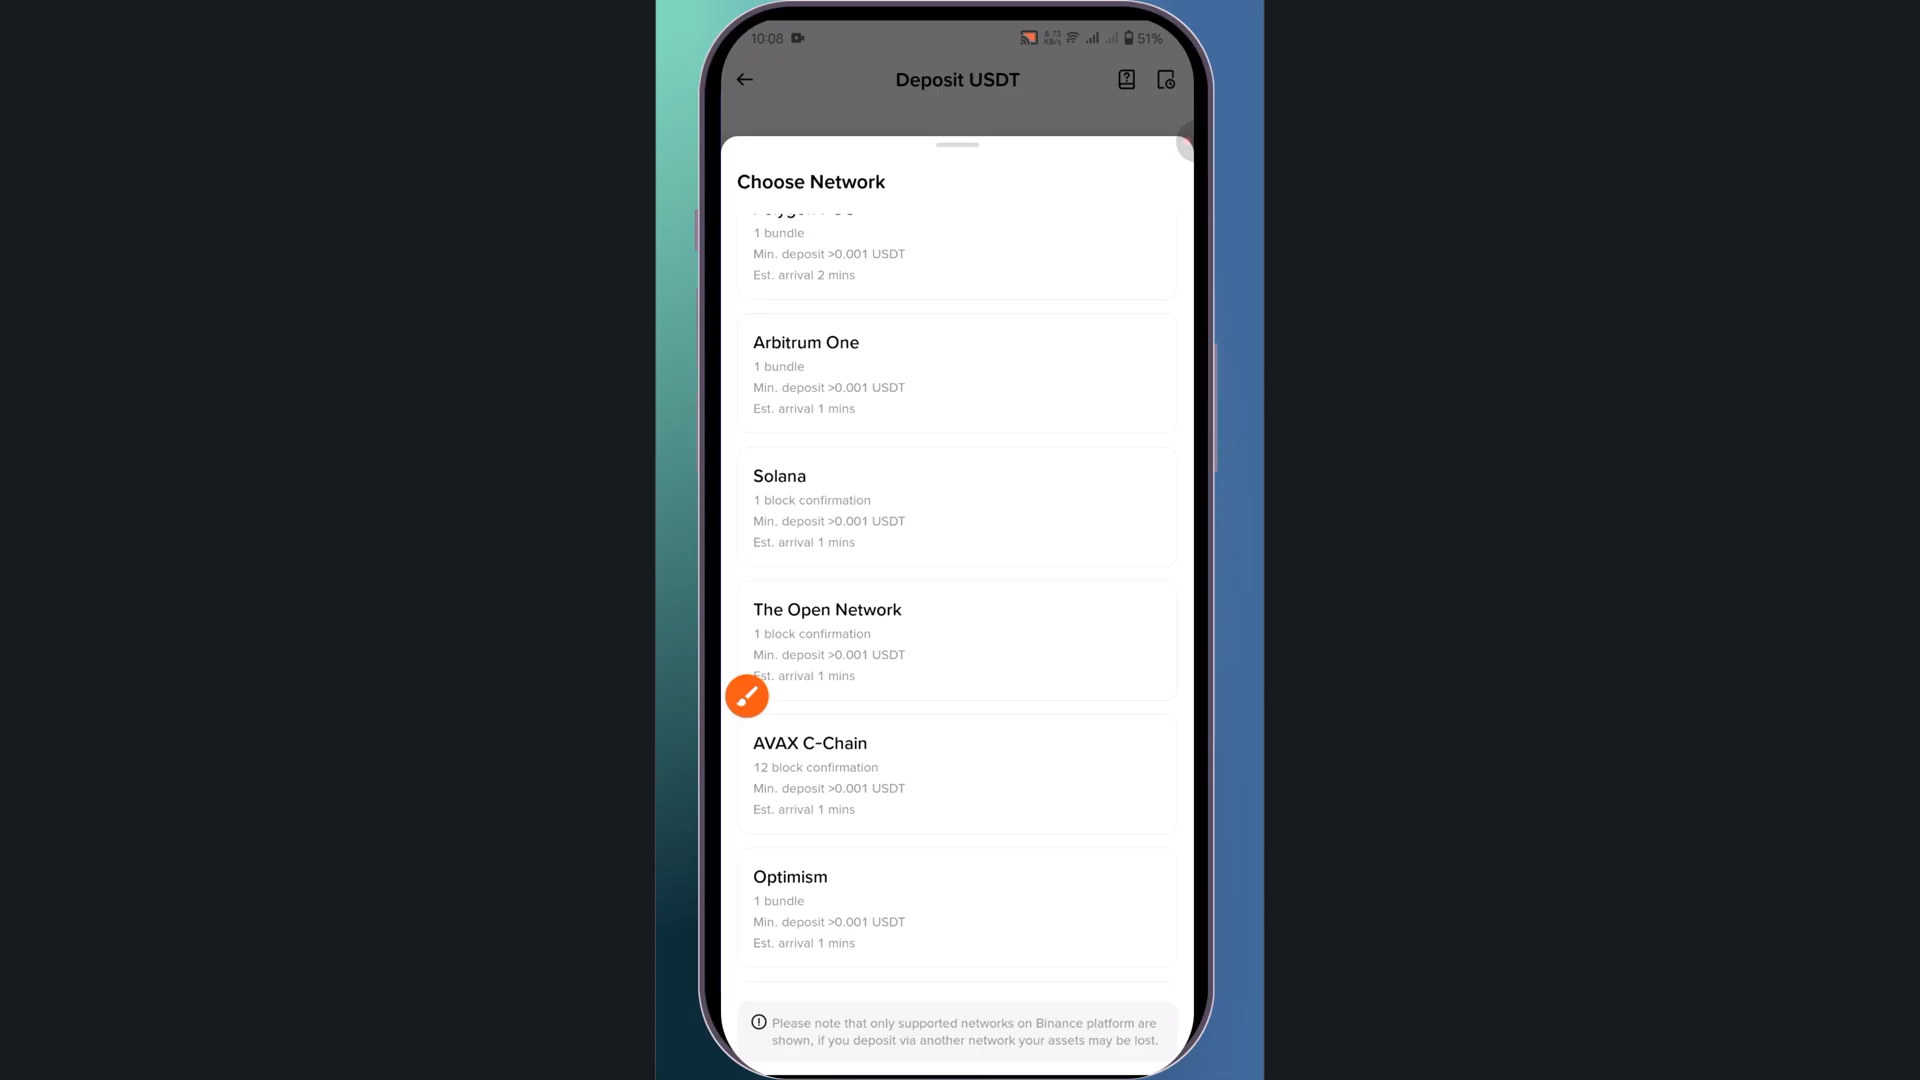 10:08
8.73
KB/s
51%
Deposit USDT
Choose Network
1 bundle
Min. deposit >0.001 USDT
Est. arrival 2 mins
Arbitrum One
1 bundle
Min. deposit >0.001 USDT
Est. arrival 1 mins
Solana
1 block confirmation
Min. deposit >0.001 USDT
Est. arrival 1 mins
The Open Network
1 block confirmation
Min. deposit >0.001 USDT
Est. arrival 1 mins
AVAX C-Chain
12 block confirmation
Min. deposit >0.001 USDT
Est. arrival 1 mins
Optimism
1 bundle
Min. deposit >0.001 USDT
Est. arrival 1 mins
Please note that only supported networks on Binance platform are
shown, if you deposit via another network your assets may be lost.